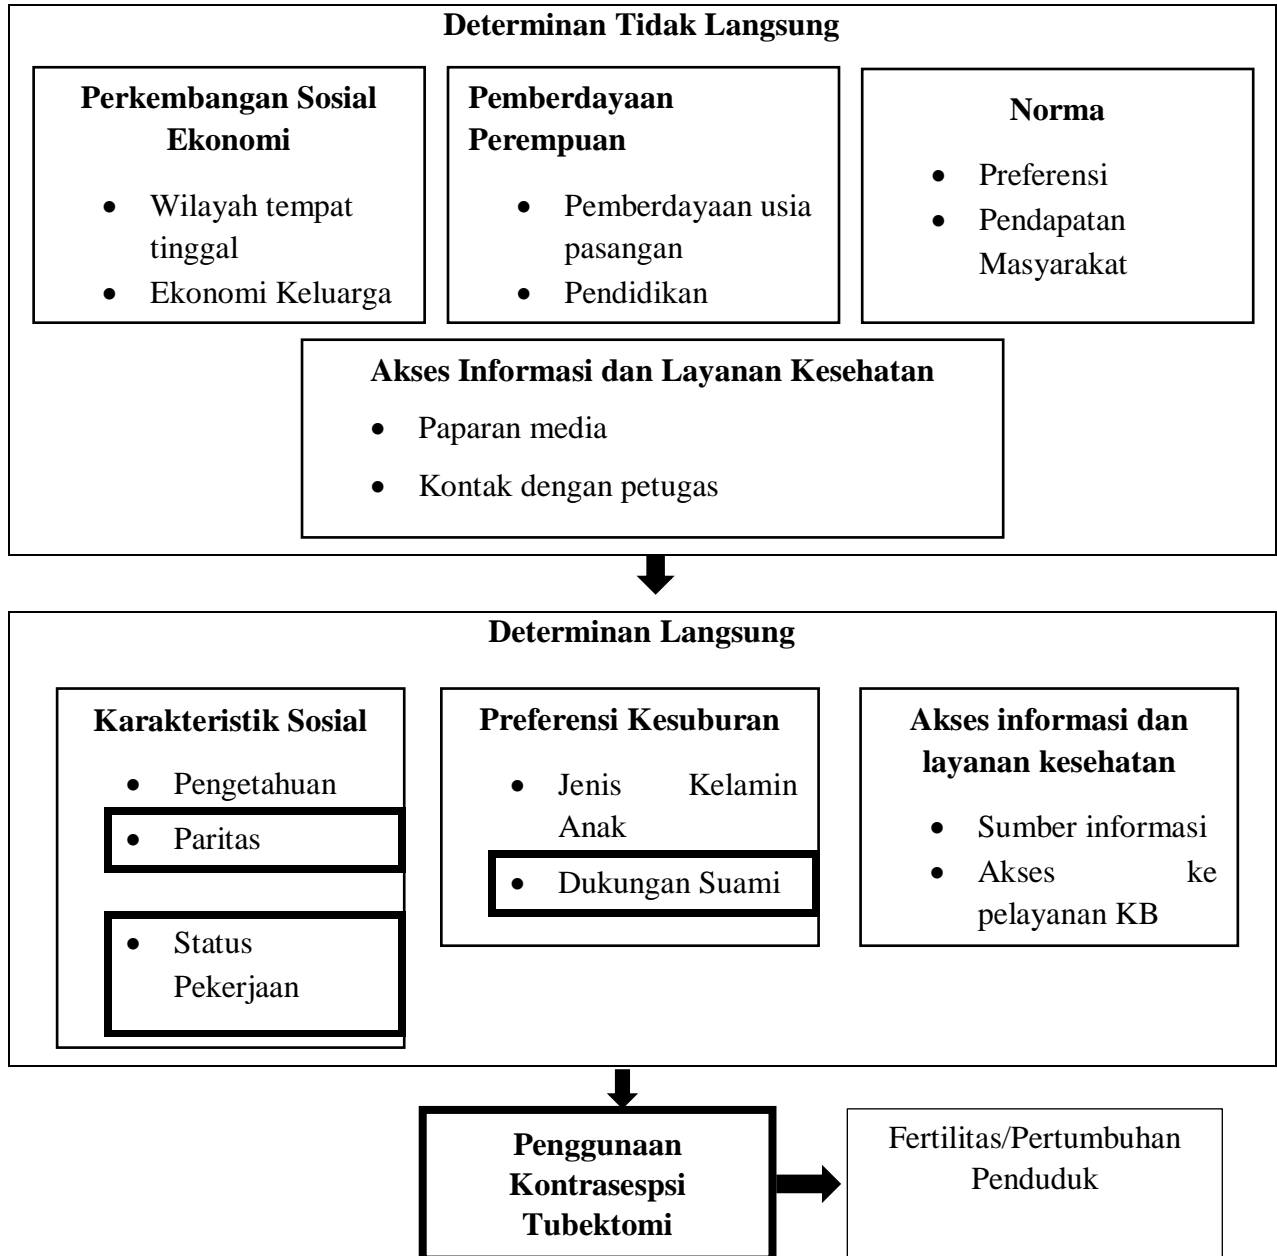 Determinan Tidak Langsung
Perkembangan Sosial
Ekonomi
• Wilayah tempat
tinggal
• Ekonomi Keluarga
Pemberdayaan
Perempuan
• Pemberdayaan usia
pasangan
• Pendidikan
Norma
• Preferensi
• Pendapatan
Masyarakat
Akses Informasi dan Layanan Kesehatan
• Paparan media
• Kontak dengan petugas
Determinan Langsung
Karakteristik Sosial
• Pengetahuan
• Paritas
• Status
Pekerjaan
Preferensi Kesuburan
• Jenis Kelamin
Anak
• Dukungan Suami
Akses informasi dan
layanan kesehatan
• Sumber informasi
• Akses ke
pelayanan KB
Penggunaan
Kontrasespsi
Tubektomi
Fertilitas/Pertumbuhan
Penduduk